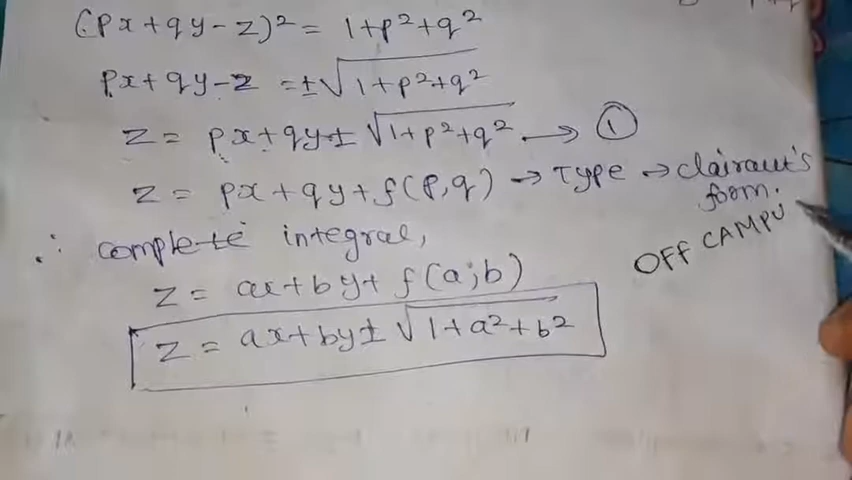 (px+qy-z)² = 1+p²+q²
px+qy-z = ±√1+p²+q²
z = px+qy±√1+p²+q² → ①
z = px+qy+f(p,q) → Type → clairaut's form.
∴ complete integral,
OFF CAMPU
z = ax+by+f(a,b)
z = ax+by±√1+a²+b²